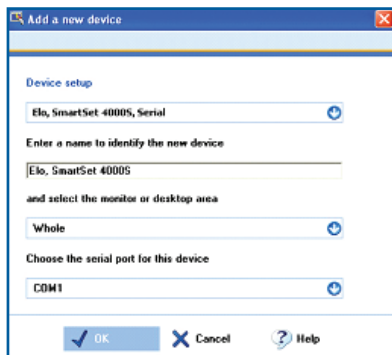 Add a new device
Device setup
Elo, SmartSet 4000S, Serial
Enter a name to identify the new device
Elo, SmartSet 4000S
and select the monitor or desktop area
Whole
Choose the serial port for this device
COM1
OK Cancel Help